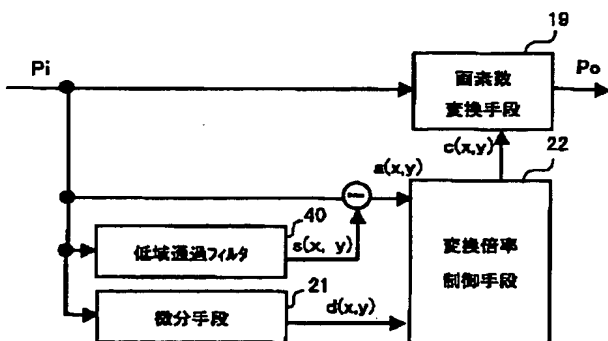 19
Pi
画素数
変換手段
Po
c(x,y)
22
a(x,y)
40
低域通過フィルタ
s(x, y)
変換倍率
制御手段
21
微分手段
d(x,y)